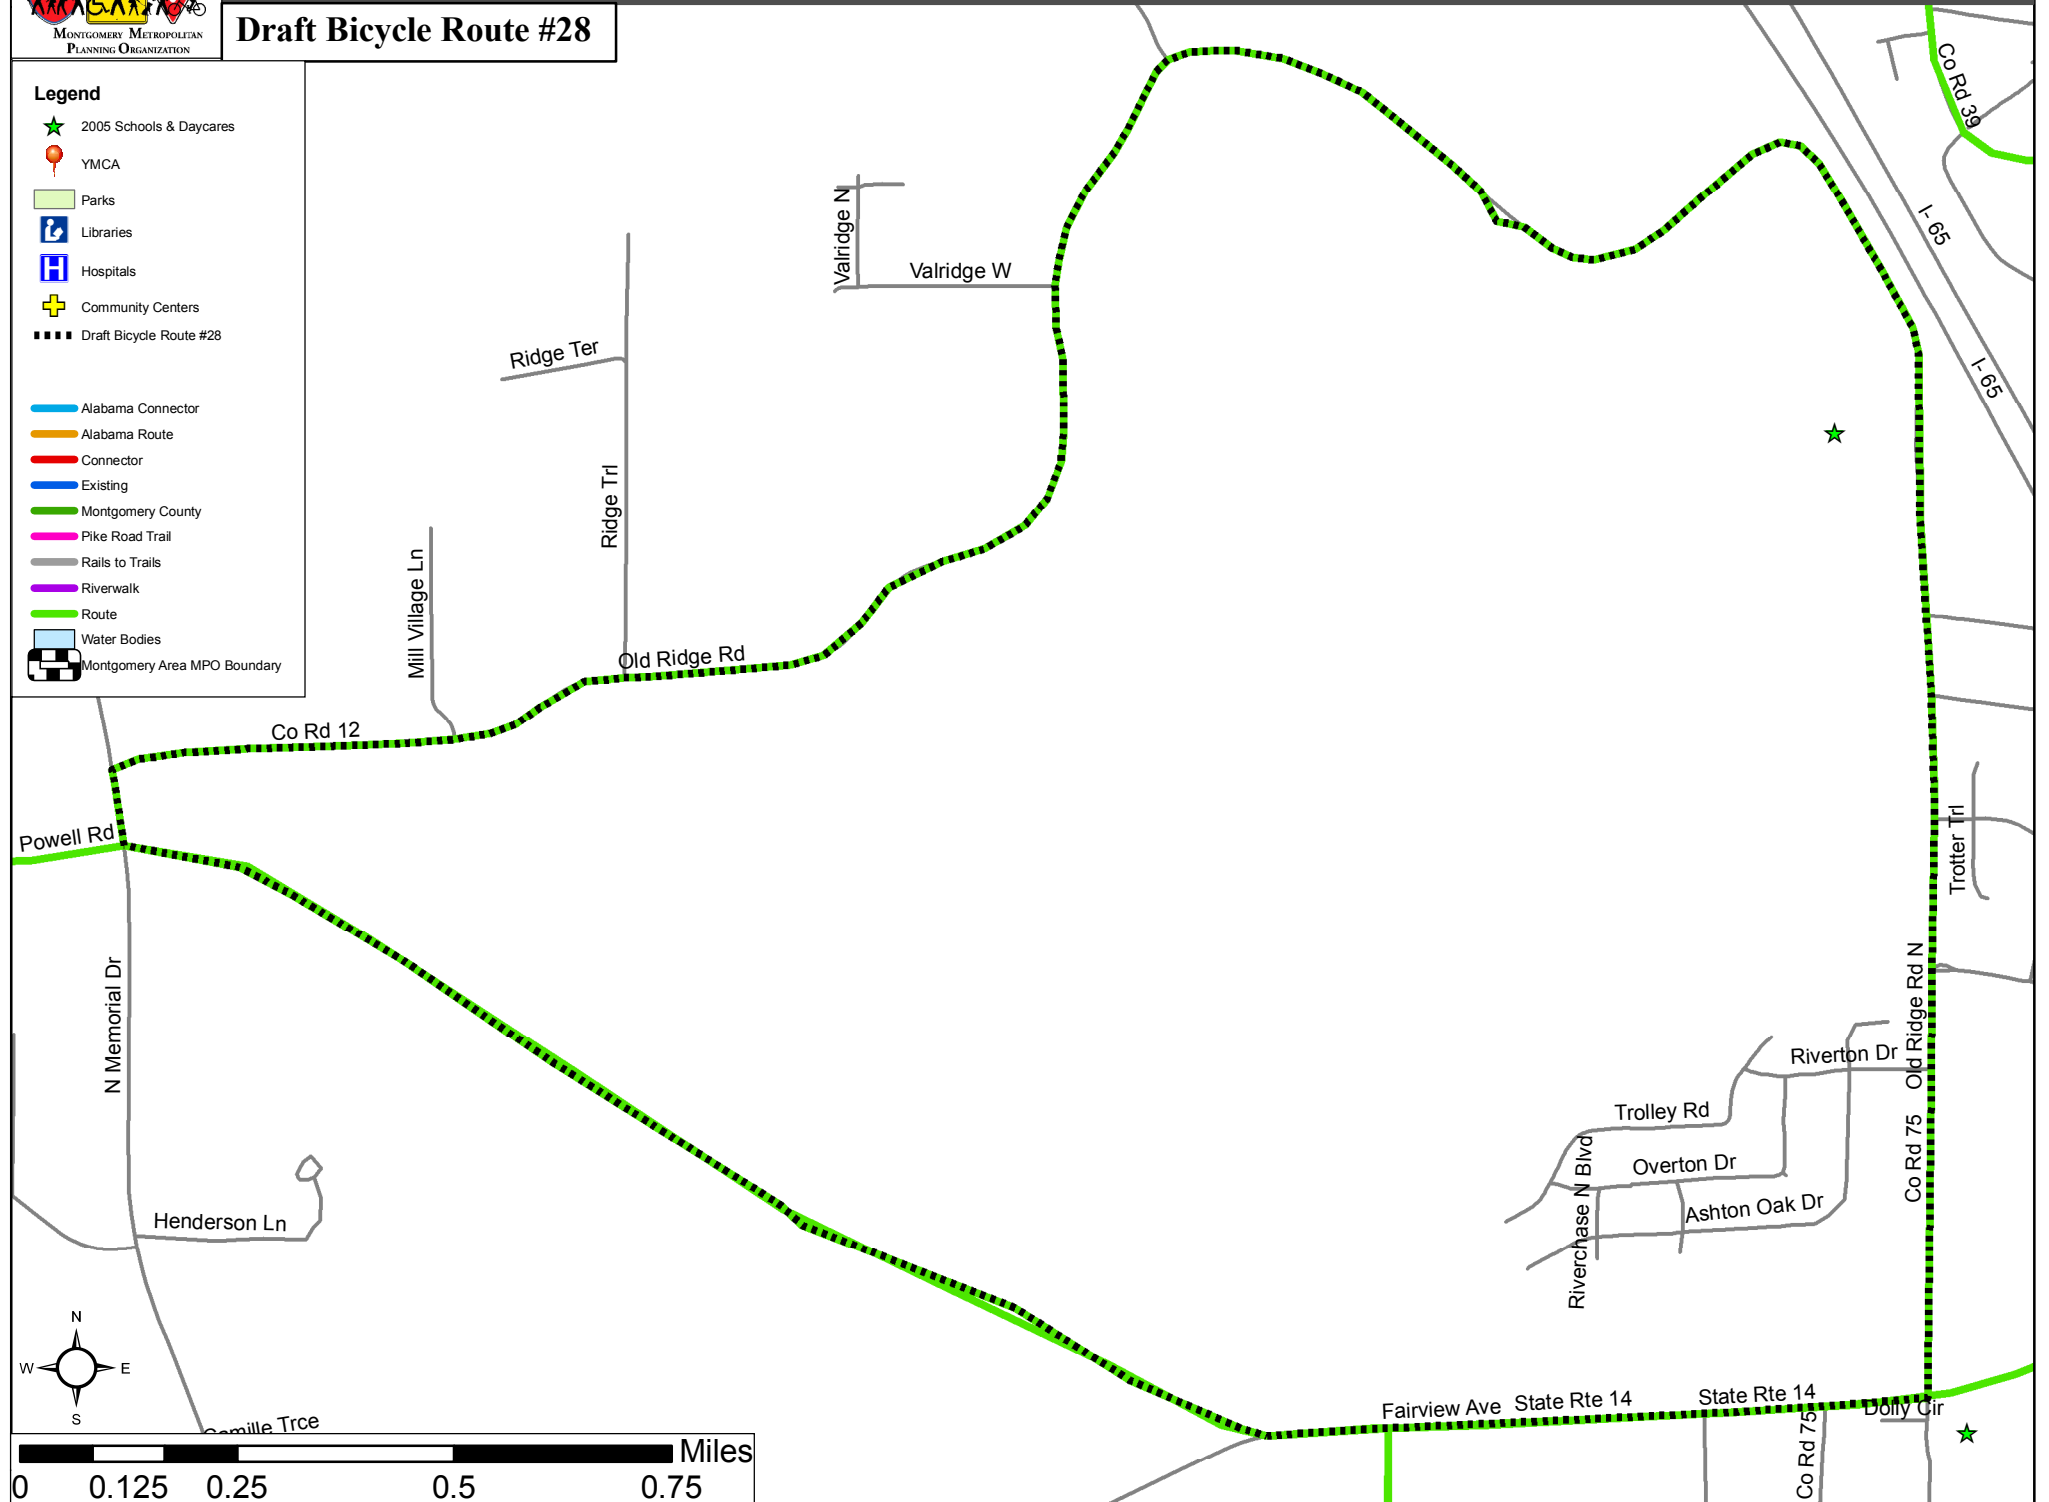 MONTGOMERY METROPOLITAN
PLANNING ORGANIZATION
Draft Bicycle Route #28
Legend
2005 Schools & Daycares
YMCA
Parks
Libraries
H
Hospitals
Community Centers
Draft Bicycle Route #28
Alabama Connector
Alabama Route
Connector
Existing
Montgomery County
Pike Road Trail
Rails to Trails
Riverwalk
Route
Water Bodies
Montgomery Area MPO Boundary
Co Rd 39
I- 65
I- 65
Valridge N
Valridge W
Ridge Ter
Ridge Trl
Mill Village Ln
Old Ridge Rd
Co Rd 12
Powell Rd
N Memorial Dr
Henderson Ln
Trotter Trl
Old Ridge Rd N
Co Rd 75
Riverton Dr
Trolley Rd
Overton Dr
Ashton Oak Dr
Riverchase N Blvd
Fairview Ave
State Rte 14
State Rte 14
Dolly Cir
Co Rd 75
Camille Trce
N
W
E
S
Miles
0 0.125 0.25 0.5 0.75